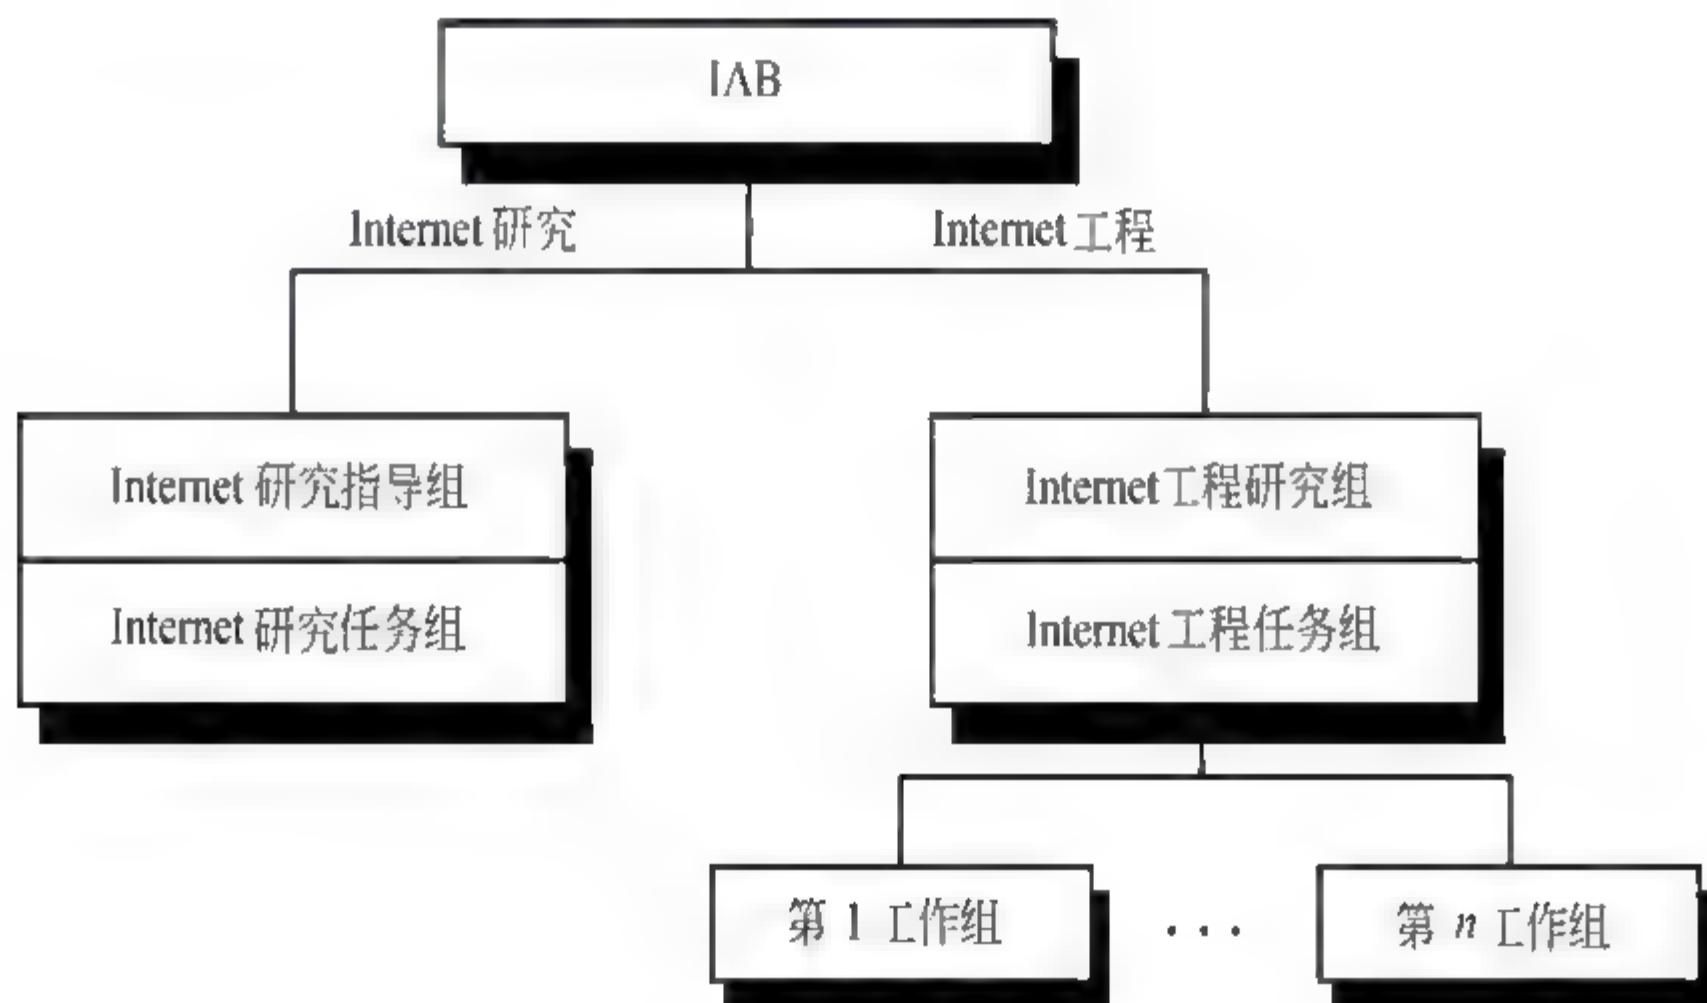 IAB
Internet 研究
Internet 工程
Internet 研究指导组
Internet 研究任务组
Internet 工程研究组
Internet 工程任务组
第 1 工作组
...
第 n 工作组